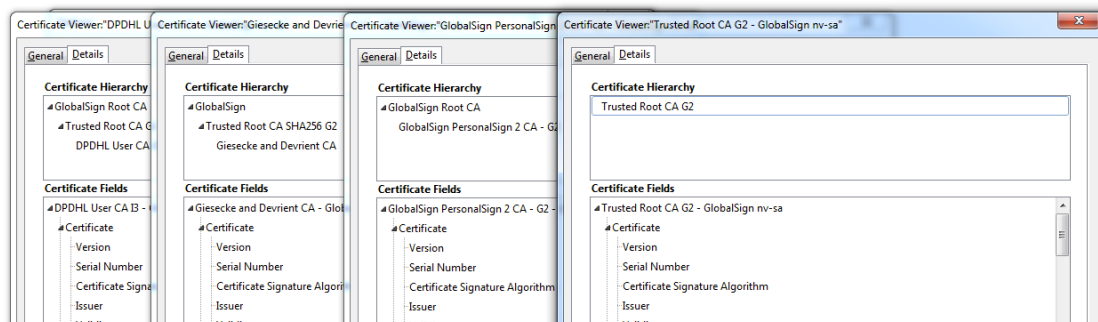 Certificate Viewer:"DPDHL U
General Details
Certificate Hierarchy
GlobalSign Root CA
Trusted Root CA G
DPDHL User CA
Certificate Fields
DPDHL User CA I3 -
Certificate
Version
Serial Number
Certificate Signa
Issuer
Certificate Viewer:"Giesecke and Devrie
General Details
Certificate Hierarchy
GlobalSign
Trusted Root CA SHA256 G2
Giesecke and Devrient CA
Certificate Fields
Giesecke and Devrient CA - Glob
Certificate
Version
Serial Number
Certificate Signature Algori
Issuer
Certificate Viewer:"GlobalSign PersonalSign
General Details
Certificate Hierarchy
GlobalSign Root CA
GlobalSign PersonalSign 2 CA - G2
Certificate Fields
GlobalSign PersonalSign 2 CA - G2 -
Certificate
Version
Serial Number
Certificate Signature Algorithm
Issuer
Certificate Viewer:"Trusted Root CA G2 - GlobalSign nv-sa"
General Details
Certificate Hierarchy
Trusted Root CA G2
Certificate Fields
Trusted Root CA G2 - GlobalSign nv-sa
Certificate
Version
Serial Number
Certificate Signature Algorithm
Issuer